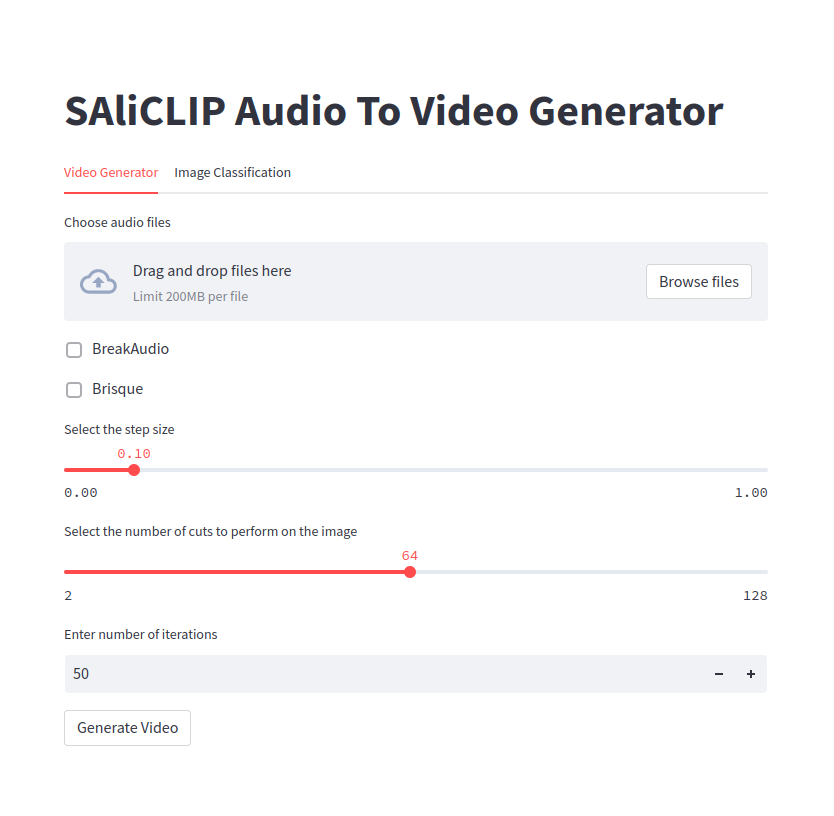 SAliCLIP Audio To Video Generator
Video Generator Image Classification
Choose audio files
Drag and drop files here
Limit 200MB per file
Browse files
BreakAudio
Brisque
Select the step size
0.10
0.00 1.00
Select the number of cuts to perform on the image
64
2 128
Enter number of iterations
50 − +
Generate Video